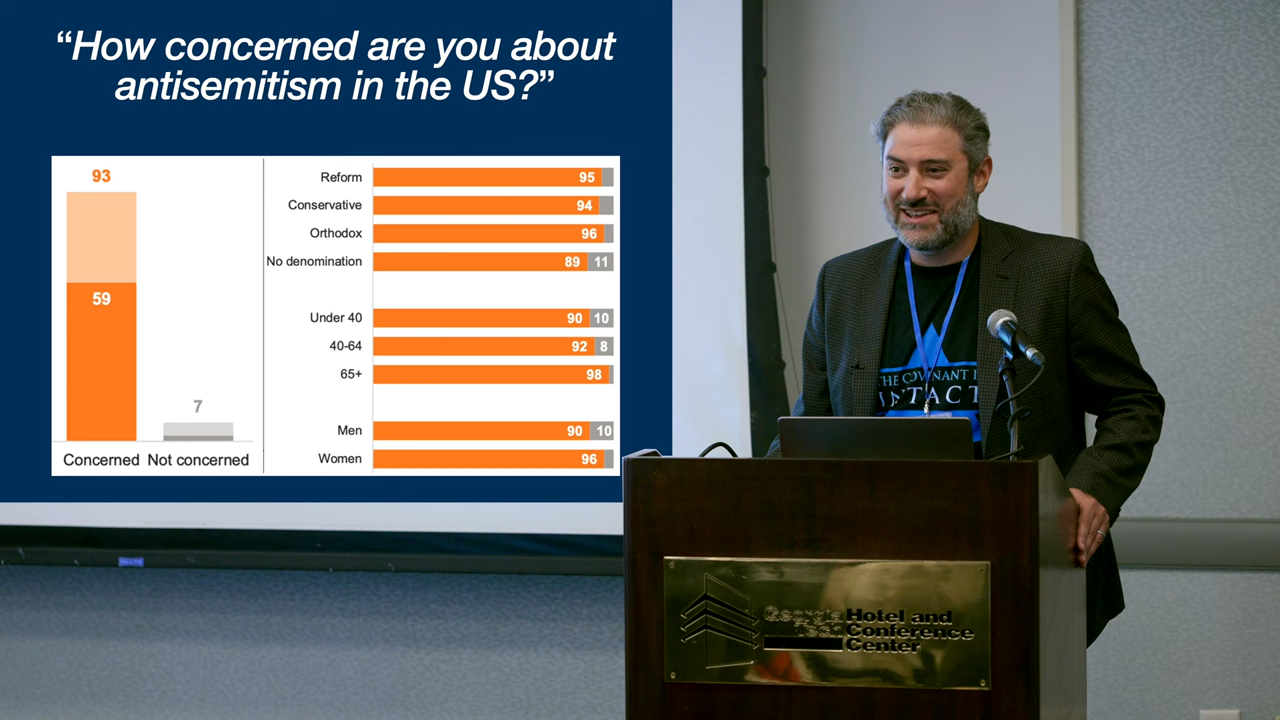 “How concerned are you about
antisemitism in the US?”
93
59
7
Concerned
Not concerned
Reform 95
Conservative 94
Orthodox 96
No denomination 89 11
Under 40 90 10
40-64 92 8
65+ 98
Men 90 10
Women 96
THE COVENANT
INTACT
Hotel and
Conference
Center